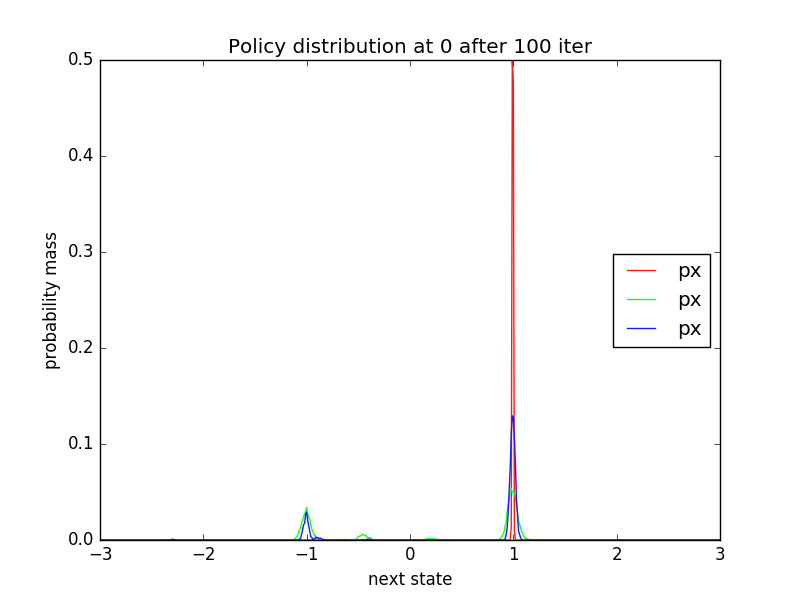 Policy distribution at 0 after 100 iter
0.5
0.4
0.3
0.2
0.1
0.0
probability mass
px
px
px
−3 −2 −1 0 1 2 3
next state